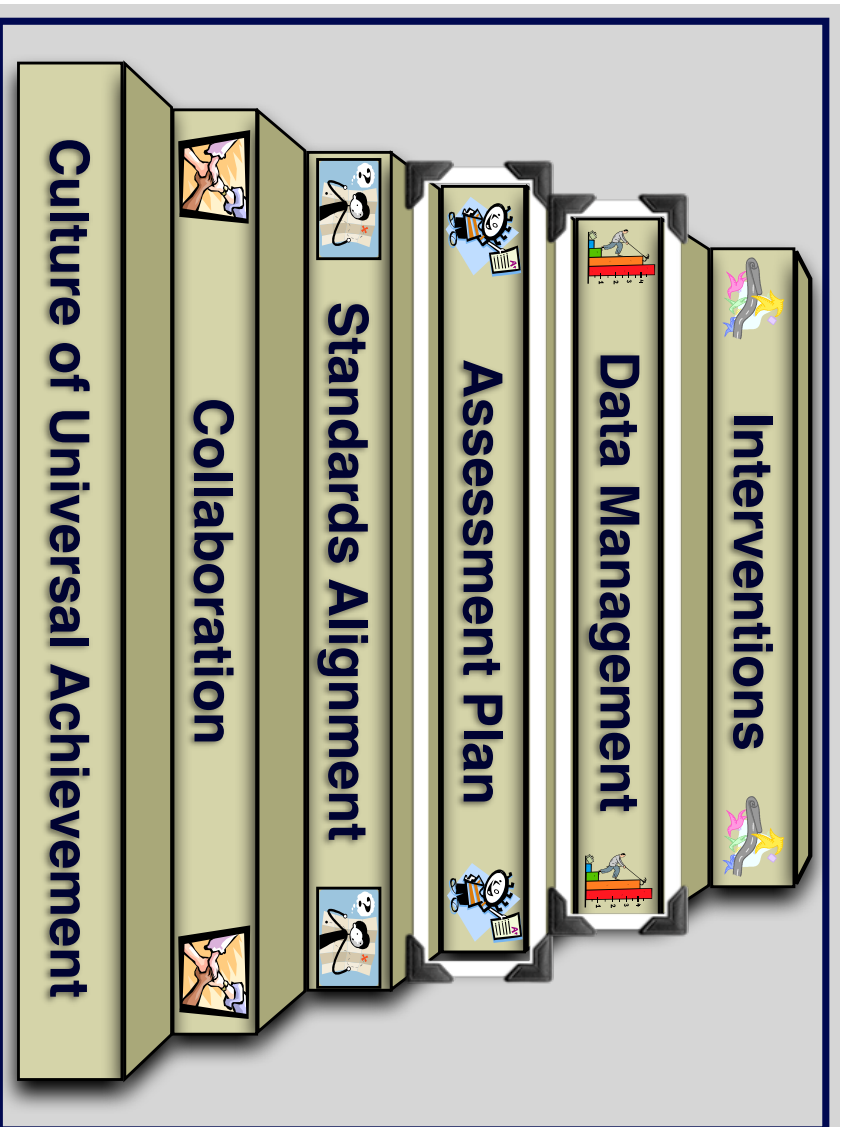 Interventions
Data Management
Assessment Plan
Standards Alignment
Collaboration
Culture of Universal Achievement